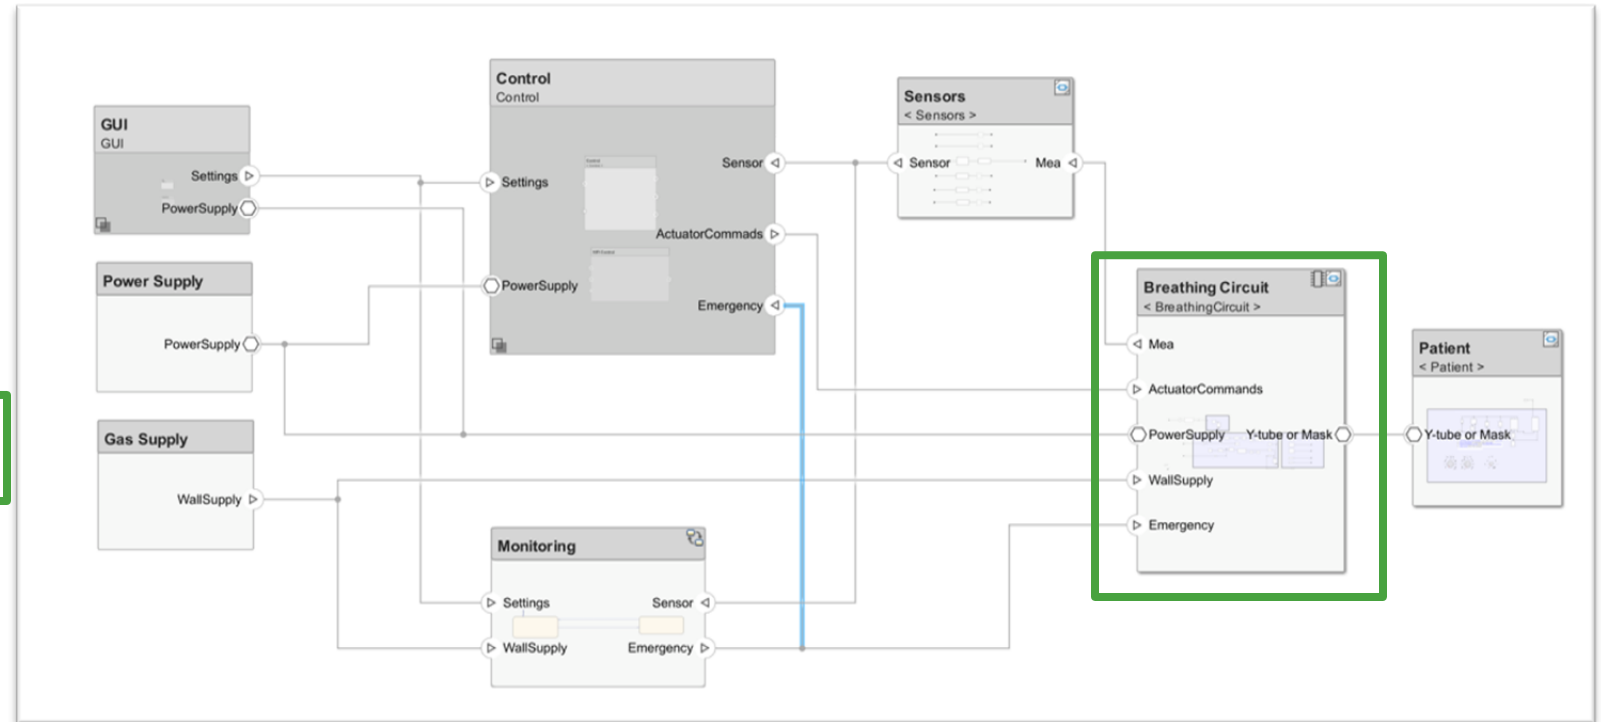 GUI
GUI
Settings
PowerSupply
Power Supply
PowerSupply
Gas Supply
WallSupply
Control
Control
Settings
PowerSupply
Sensor
ActuatorCommads
Emergency
Monitoring
Settings
WallSupply
Sensor
Emergency
Sensors
< Sensors >
Sensor
Mea
Breathing Circuit
< BreathingCircuit >
Mea
ActuatorCommands
PowerSupply
Y-tube or Mask
WallSupply
Emergency
Patient
< Patient >
Y-tube or Mask